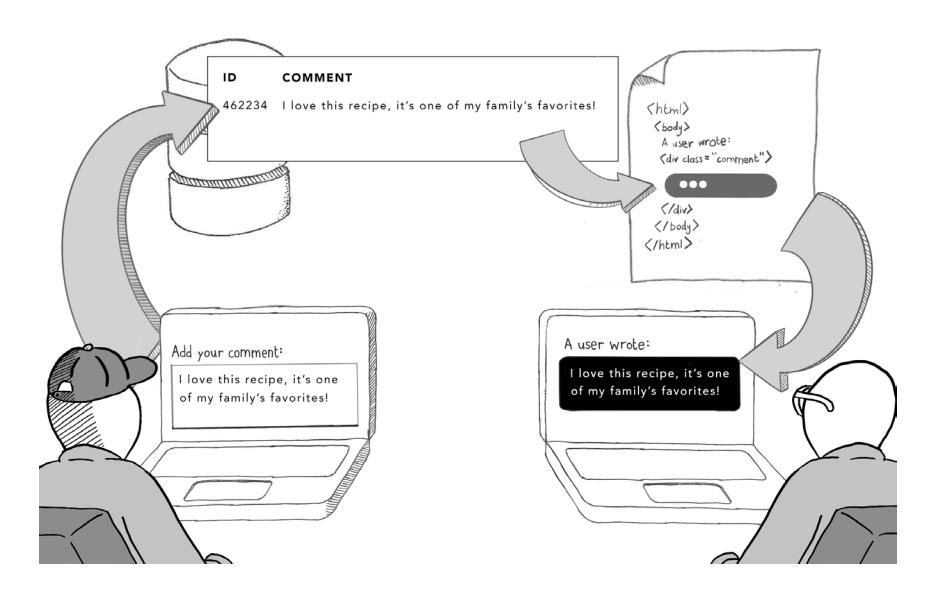 ID COMMENT
462234 I love this recipe, it's one of my family's favorites!
<html>
<body>
A user wrote:
<div class="comment">
</div>
</body>
</html>
Add your comment:
I love this recipe, it's one
of my family's favorites!
A user wrote:
I love this recipe, it's one
of my family's favorites!